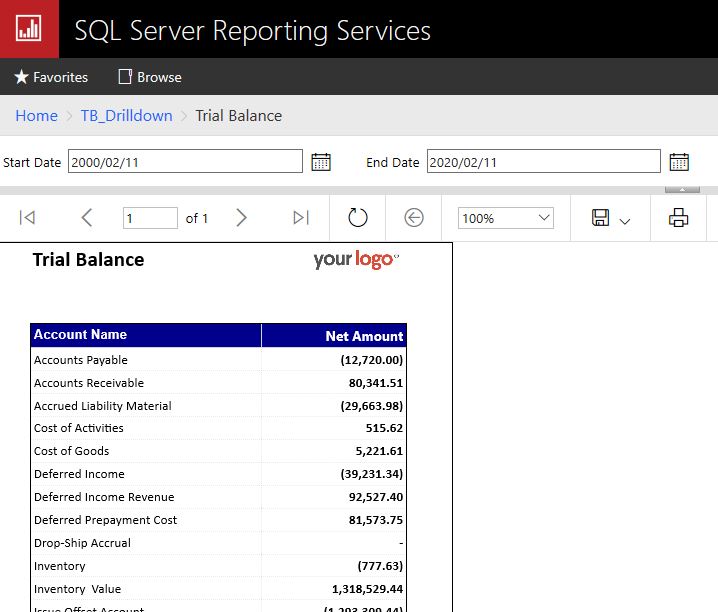 SQL Server Reporting Services
Favorites Browse
Home > TB_Drilldown > Trial Balance
Start Date 2000/02/11 End Date 2020/02/11
1 of 1 100%
Trial Balance your logo
Account Name Net Amount
Accounts Payable (12,720.00)
Accounts Receivable 80,341.51
Accrued Liability Material (29,663.98)
Cost of Activities 515.62
Cost of Goods 5,221.61
Deferred Income (39,231.34)
Deferred Income Revenue 92,527.40
Deferred Prepayment Cost 81,573.75
Drop-Ship Accrual -
Inventory (777.63)
Inventory Value 1,318,529.44
Issue Offset Account